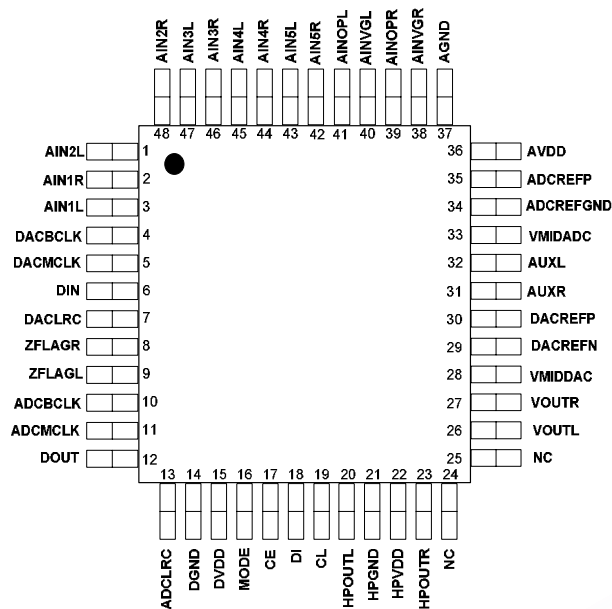 AIN2R AIN3L AIN3R AIN4L AIN4R AIN5L AIN5R AINOPL AINVGL AINOPR AINVGR AGND
48 47 46 45 44 43 42 41 40 39 38 37
AIN2L 1 36 AVDD
AIN1R 2 35 ADCREFP
AIN1L 3 34 ADCREFGND
DACBCLK 4 33 VMIDADC
DACMCLK 5 32 AUXL
DIN 6 31 AUXR
DACLRC 7 30 DACREFP
ZFLAGR 8 29 DACREFN
ZFLAGL 9 28 VMIDDAC
ADCBCLK 10 27 VOUTR
ADCMCLK 11 26 VOUTL
DOUT 12 25 NC
13 14 15 16 17 18 19 20 21 22 23 24
ADCLRC DGND DVDD MODE CE DI CL HPOUTL HPGND HPVDD HPOUTR NC